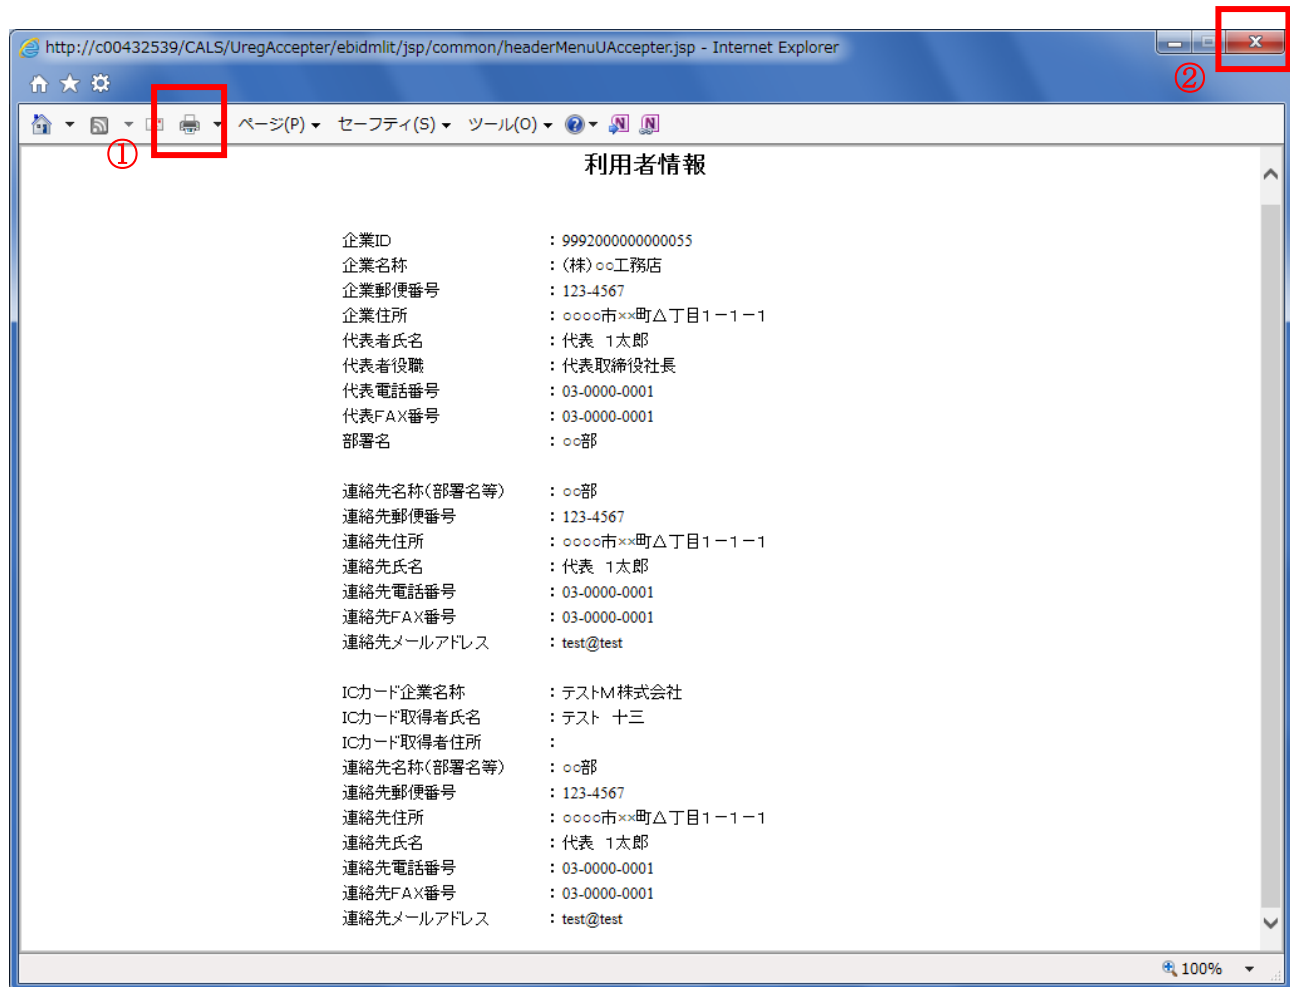 http://c00432539/CALS/UregAccepter/ebidmlit/jsp/common/headerMenuUAccepter.jsp - Internet Explorer
②
ページ(P) セーフティ(S) ツール(O)
①
利用者情報
企業ID : 9992000000000055
企業名称 : (株)○○工務店
企業郵便番号 : 123-4567
企業住所 : ○○○○市××町△丁目1-1-1
代表者氏名 : 代表 1太郎
代表者役職 : 代表取締役社長
代表電話番号 : 03-0000-0001
代表FAX番号 : 03-0000-0001
部署名 : ○○部
連絡先名称(部署名等) : ○○部
連絡先郵便番号 : 123-4567
連絡先住所 : ○○○○市××町△丁目1-1-1
連絡先氏名 : 代表 1太郎
連絡先電話番号 : 03-0000-0001
連絡先FAX番号 : 03-0000-0001
連絡先メールアドレス : test@test
ICカード企業名称 : テストM株式会社
ICカード取得者氏名 : テスト 十三
ICカード取得者住所 :
連絡先名称(部署名等) : ○○部
連絡先郵便番号 : 123-4567
連絡先住所 : ○○○○市××町△丁目1-1-1
連絡先氏名 : 代表 1太郎
連絡先電話番号 : 03-0000-0001
連絡先FAX番号 : 03-0000-0001
連絡先メールアドレス : test@test
100%